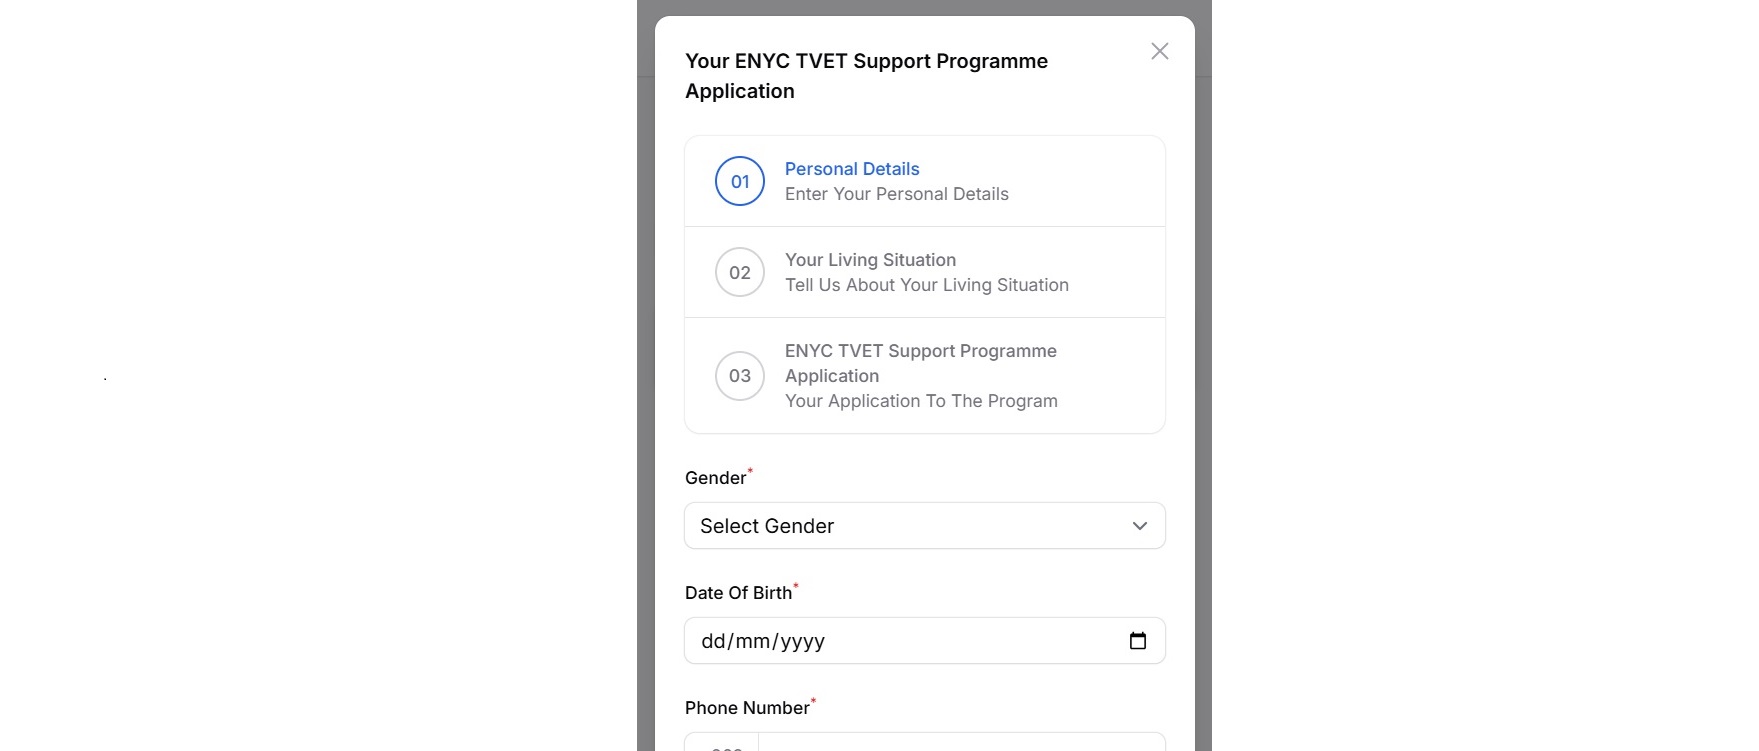 Your ENYC TVET Support Programme
Application
01
Personal Details
Enter Your Personal Details
02
Your Living Situation
Tell Us About Your Living Situation
03
ENYC TVET Support Programme
Application
Your Application To The Program
Gender*
Select Gender
Date Of Birth*
dd/mm/yyyy
Phone Number*